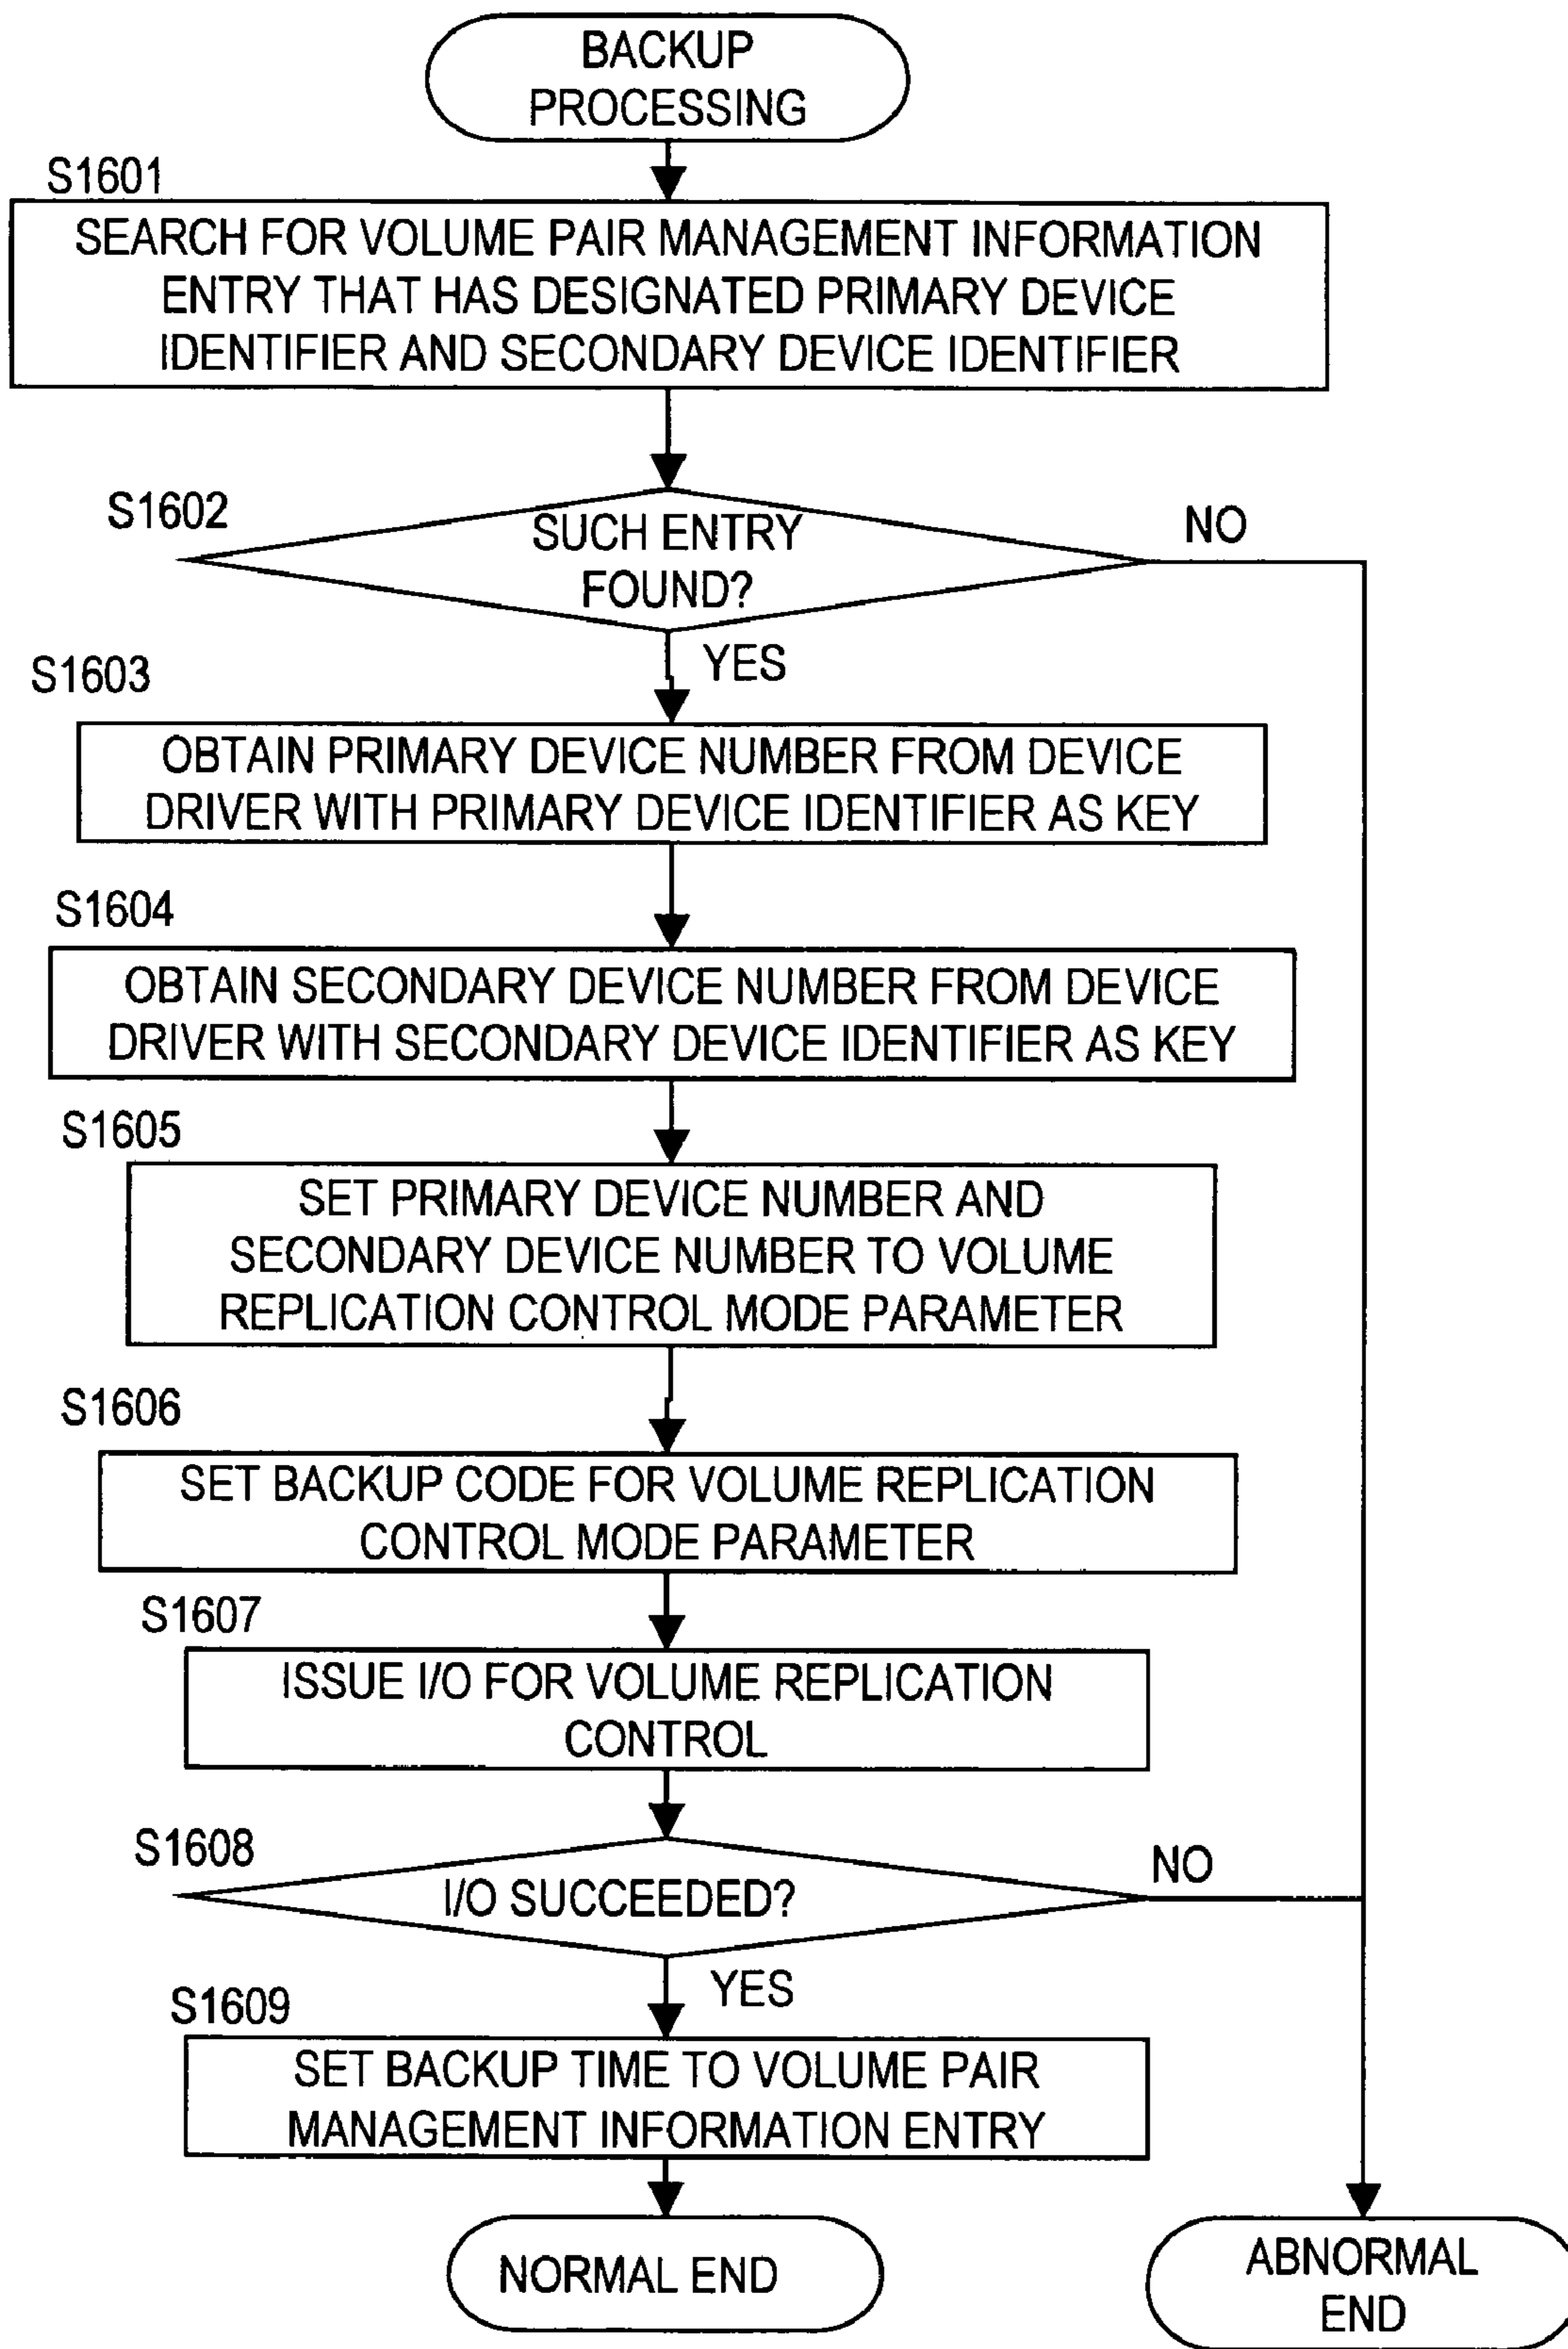 BACKUP
PROCESSING
S1601
SEARCH FOR VOLUME PAIR MANAGEMENT INFORMATION
ENTRY THAT HAS DESIGNATED PRIMARY DEVICE
IDENTIFIER AND SECONDARY DEVICE IDENTIFIER
S1602
SUCH ENTRY
FOUND?
NO
YES
S1603
OBTAIN PRIMARY DEVICE NUMBER FROM DEVICE
DRIVER WITH PRIMARY DEVICE IDENTIFIER AS KEY
S1604
OBTAIN SECONDARY DEVICE NUMBER FROM DEVICE
DRIVER WITH SECONDARY DEVICE IDENTIFIER AS KEY
S1605
SET PRIMARY DEVICE NUMBER AND
SECONDARY DEVICE NUMBER TO VOLUME
REPLICATION CONTROL MODE PARAMETER
S1606
SET BACKUP CODE FOR VOLUME REPLICATION
CONTROL MODE PARAMETER
S1607
ISSUE I/O FOR VOLUME REPLICATION
CONTROL
S1608
I/O SUCCEEDED?
NO
YES
S1609
SET BACKUP TIME TO VOLUME PAIR
MANAGEMENT INFORMATION ENTRY
NORMAL END
ABNORMAL
END